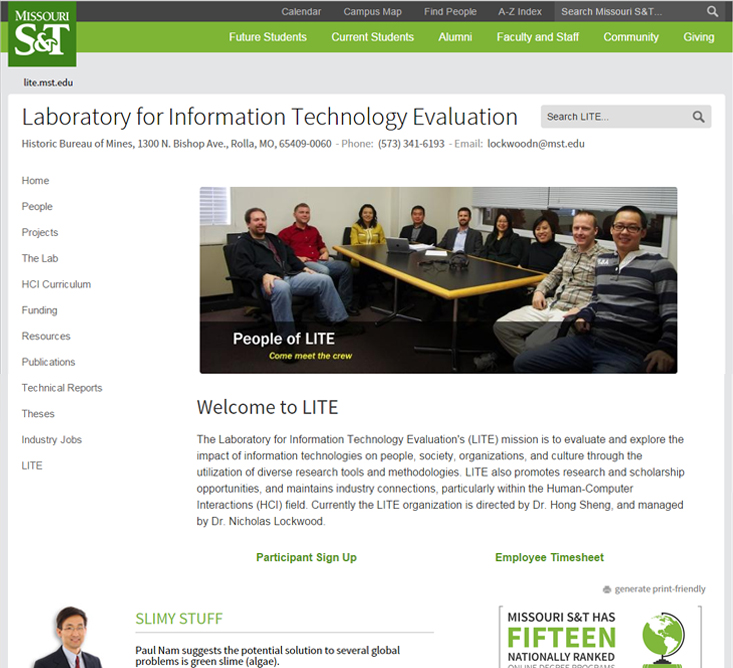 MISSOURI
S&T
Calendar Campus Map Find People A-Z Index Search Missouri S&T...
Future Students Current Students Alumni Faculty and Staff Community Giving
lite.mst.edu
Laboratory for Information Technology Evaluation
Search LITE...
Historic Bureau of Mines, 1300 N. Bishop Ave., Rolla, MO, 65409-0060 - Phone: (573) 341-6193 - Email: lockwoodn@mst.edu
Home
People
Projects
The Lab
HCI Curriculum
Funding
Resources
Publications
Technical Reports
Theses
Industry Jobs
LITE
People of LITE
Come meet the crew
Welcome to LITE
The Laboratory for Information Technology Evaluation's (LITE) mission is to evaluate and explore the
impact of information technologies on people, society, organizations, and culture through the
utilization of diverse research tools and methodologies. LITE also promotes research and scholarship
opportunities, and maintains industry connections, particularly within the Human-Computer
Interactions (HCI) field. Currently the LITE organization is directed by Dr. Hong Sheng, and managed
by Dr. Nicholas Lockwood.
Participant Sign Up Employee Timesheet
generate print-friendly
SLIMY STUFF
Paul Nam suggests the potential solution to several global
problems is green slime (algae).
MISSOURI S&T HAS
FIFTEEN
NATIONALLY RANKED
ONLINE DEGREE PROGRAMS